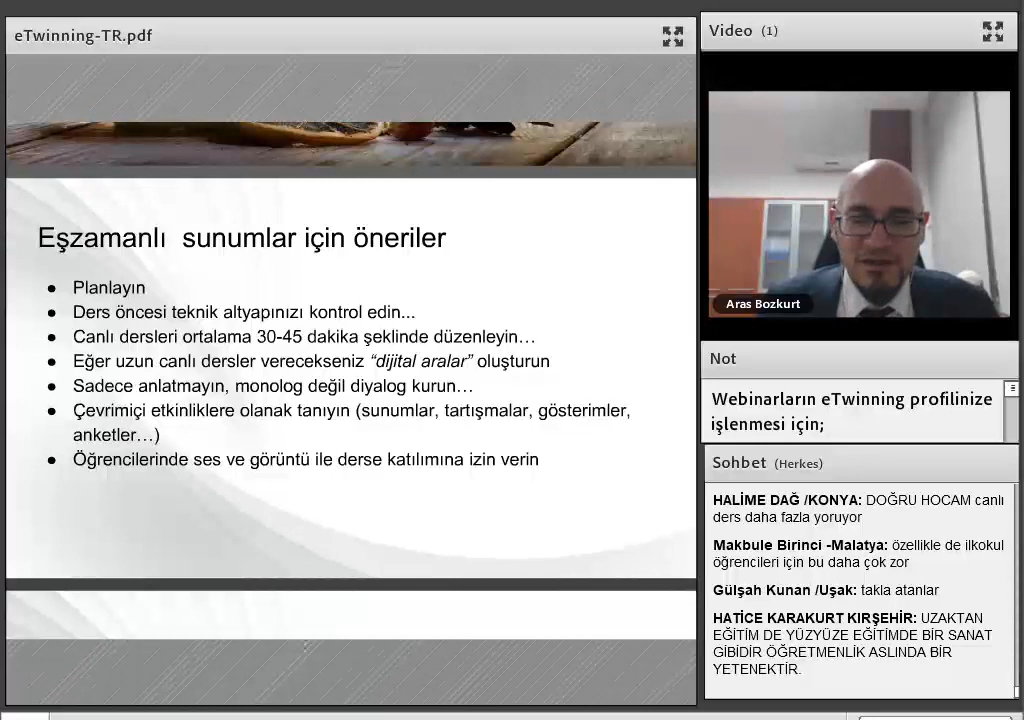 eTwinning-TR.pdf
Eşzamanlı sunumlar için öneriler
● Planlayın
● Ders öncesi teknik altyapınızı kontrol edin...
● Canlı dersleri ortalama 30-45 dakika şeklinde düzenleyin…
● Eğer uzun canlı dersler verecekseniz “dijital aralar” oluşturun
● Sadece anlatmayın, monolog değil diyalog kurun…
● Çevrimiçi etkinliklere olanak tanıyın (sunumlar, tartışmalar, gösterimler,
anketler…)
● Öğrencilerinde ses ve görüntü ile derse katılımına izin verin
Video (1)
Aras Bozkurt
Not
Webinarların eTwinning profilinize
işlenmesi için;
Sohbet (Herkes)
HALİME DAĞ /KONYA: DOĞRU HOCAM canlı
ders daha fazla yoruyor
Makbule Birinci -Malatya: özellikle de ilkokul
öğrencileri için bu daha çok zor
Gülşah Kunan /Uşak: takla atanlar
HATİCE KARAKURT KIRŞEHİR: UZAKTAN
EĞİTİM DE YÜZYÜZE EĞİTİMDE BİR SANAT
GİBİDİR ÖĞRETMENLİK ASLINDA BİR
YETENEKTİR.